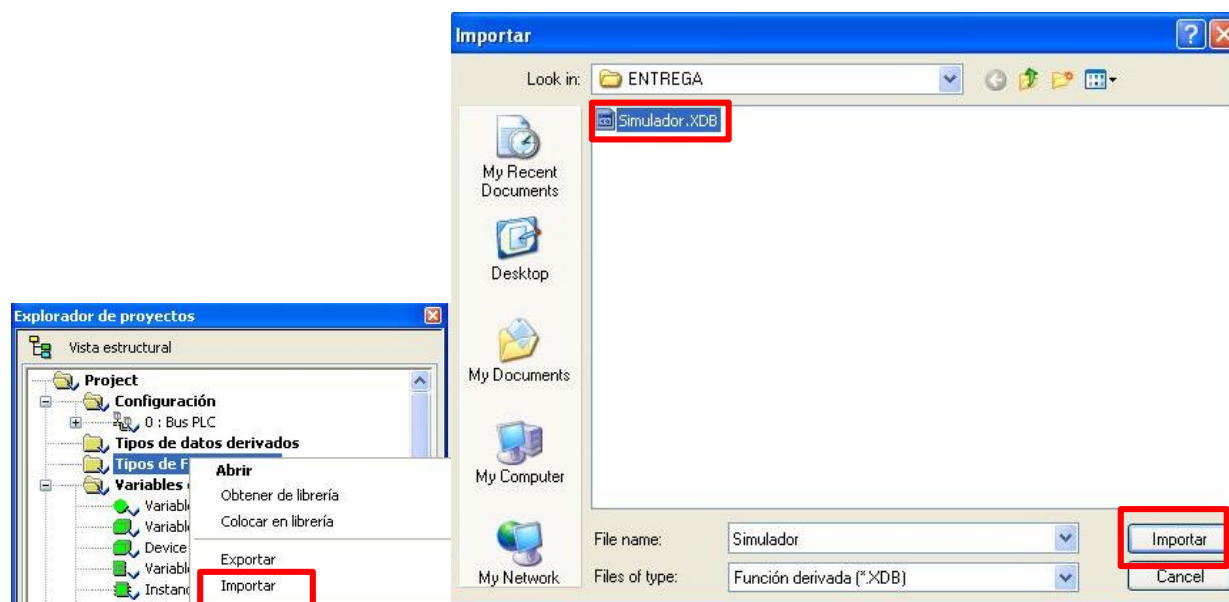 Explorador de proyectos
Vista estructural
Project
Configuración
0 : Bus PLC
Tipos de datos derivados
Tipos de F
Variables
Variabl
Variabl
Device
Variabl
Instanc
Abrir
Obtener de librería
Colocar en librería
Exportar
Importar
Importar
Look in:
ENTREGA
Simulador.XDB
My Recent
Documents
Desktop
My Documents
My Computer
My Network
File name:
Simulador
Importar
Files of type:
Función derivada (*.XDB)
Cancel